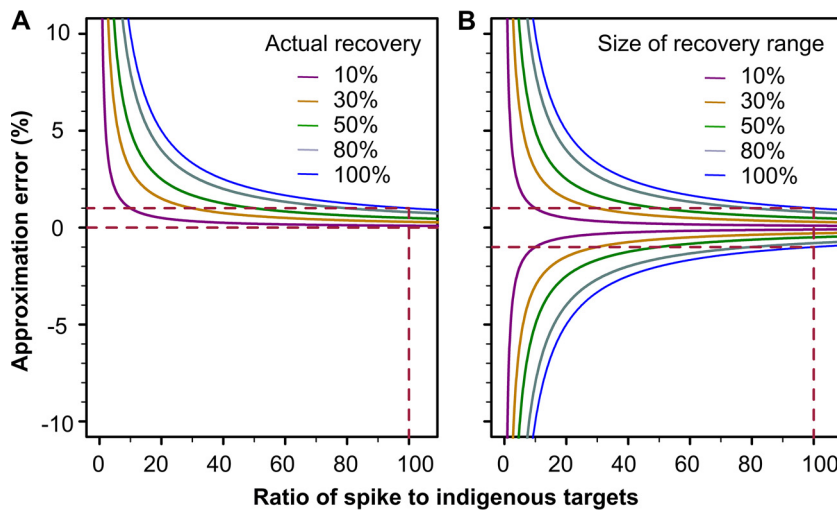 A
B
Actual recovery
10%
30%
50%
80%
100%
Size of recovery range
10%
30%
50%
80%
100%
Approximation error (%)
10
5
0
-5
-10
0 20 40 60 80 100
0 20 40 60 80 100
Ratio of spike to indigenous targets